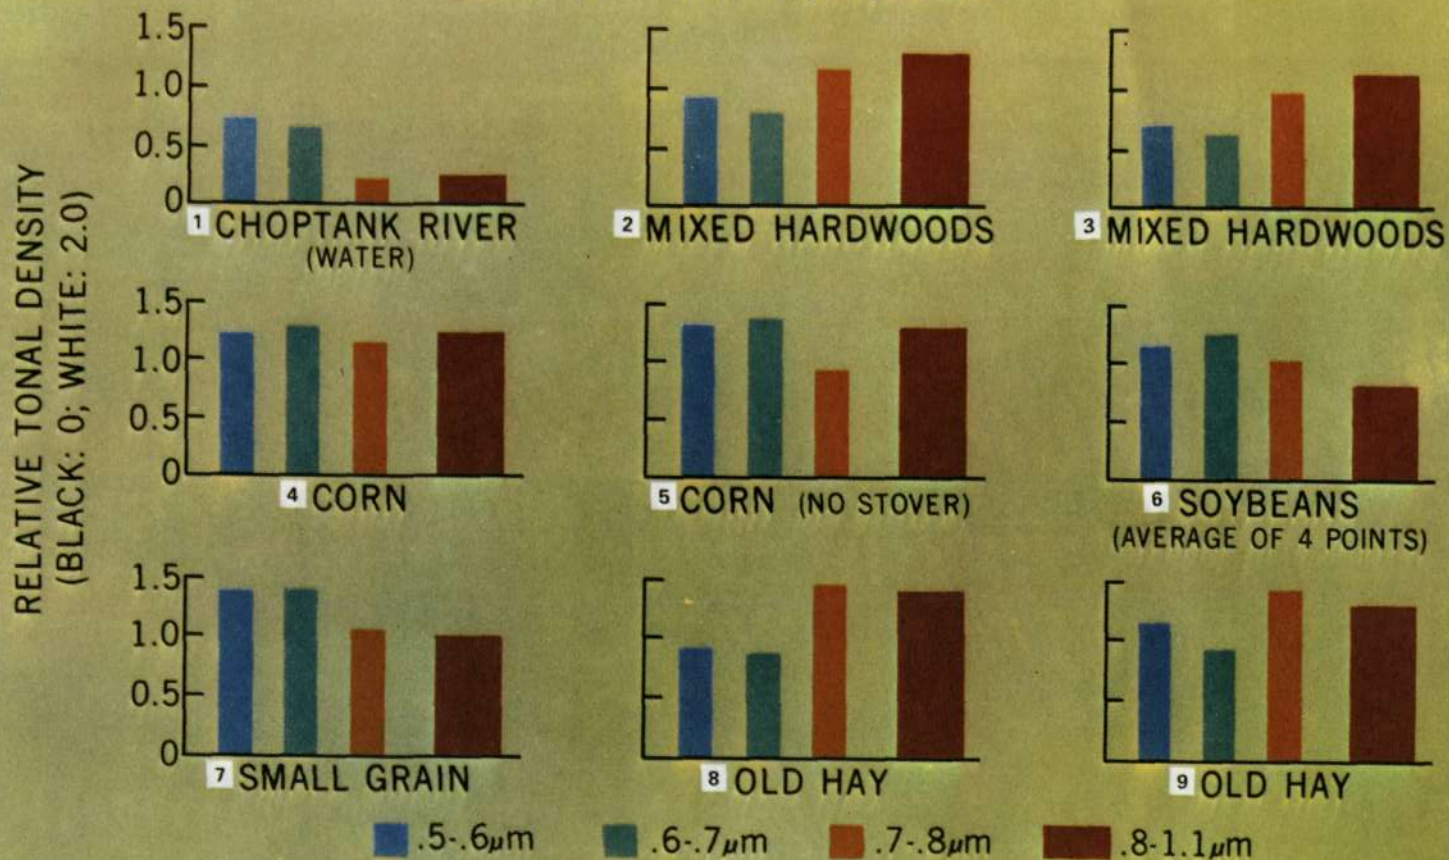 RELATIVE TONAL DENSITY
(BLACK: 0; WHITE: 2.0)
1.5
1.0
0.5
0
1 CHOPTANK RIVER
(WATER)
2 MIXED HARDWOODS
3 MIXED HARDWOODS
1.5
1.0
0.5
0
4 CORN
5 CORN (NO STOVER)
6 SOYBEANS
(AVERAGE OF 4 POINTS)
1.5
1.0
0.5
0
7 SMALL GRAIN
8 OLD HAY
9 OLD HAY
.5-.6μm
.6-.7μm
.7-.8μm
.8-1.1μm